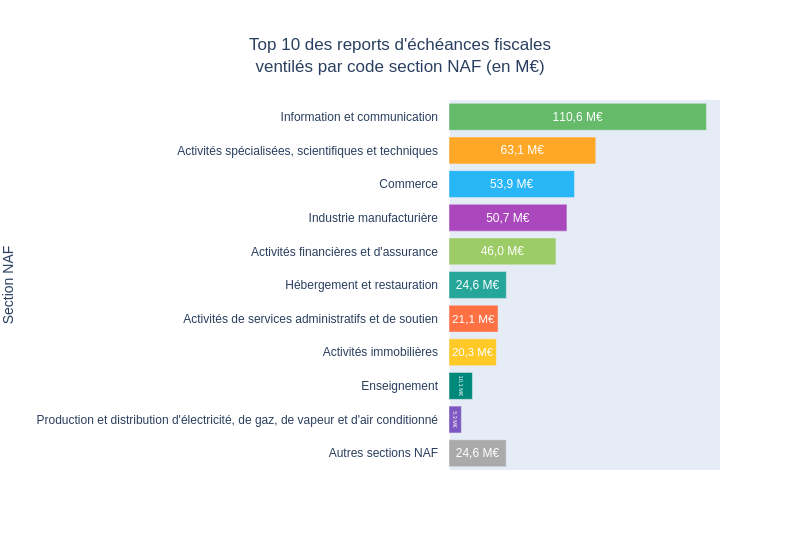 Top 10 des reports d'échéances fiscales
ventilés par code section NAF (en M€)
Section NAF
Information et communication 110,6 M€
Activités spécialisées, scientifiques et techniques 63,1 M€
Commerce 53,9 M€
Industrie manufacturière 50,7 M€
Activités financières et d'assurance 46,0 M€
Hébergement et restauration 24,6 M€
Activités de services administratifs et de soutien 21,1 M€
Activités immobilières 20,3 M€
Enseignement M€
Production et distribution d'électricité, de gaz, de vapeur et d'air conditionné M€
Autres sections NAF 24,6 M€